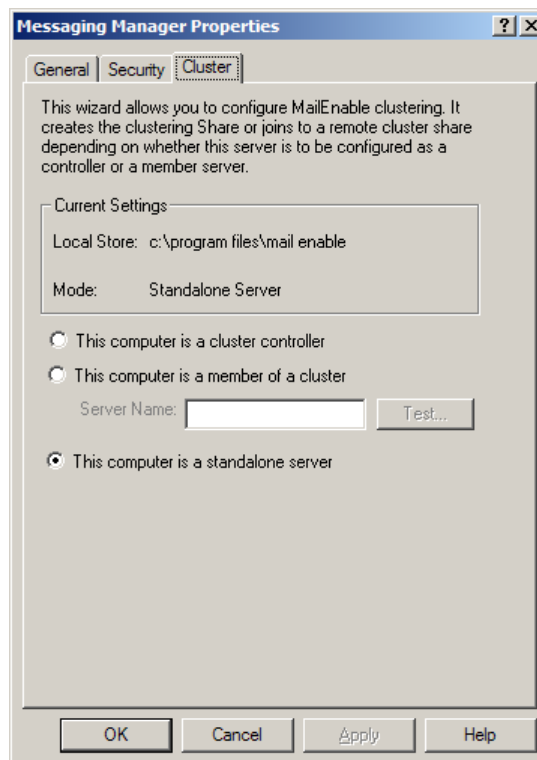 Messaging Manager Properties
General Security Cluster
This wizard allows you to configure MailEnable clustering. It
creates the clustering Share or joins to a remote cluster share
depending on whether this server is to be configured as a
controller or a member server.
Current Settings
Local Store: c:\program files\mail enable
Mode: Standalone Server
This computer is a cluster controller
This computer is a member of a cluster
Server Name: Test...
This computer is a standalone server
OK Cancel Apply Help